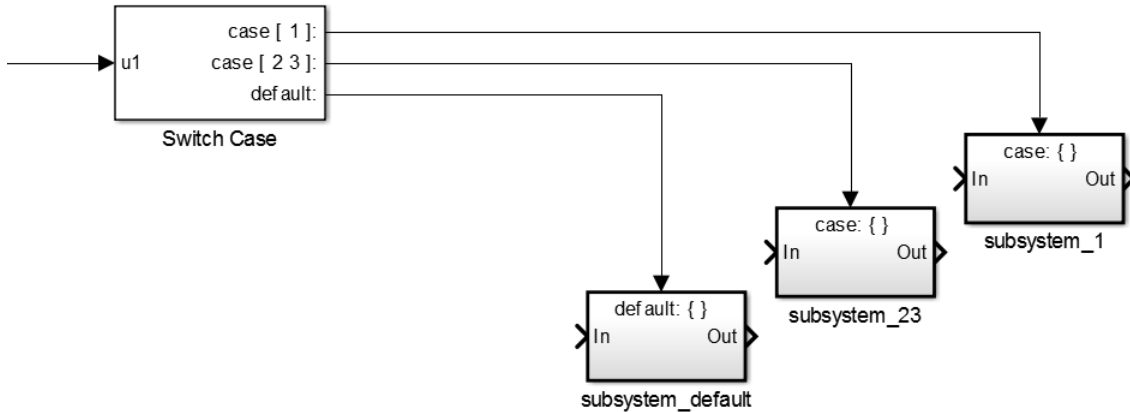 case [ 1 ]:
u1
case [ 2 3 ]:
default:
Switch Case
case: { }
In
Out
subsystem_1
case: { }
In
Out
subsystem_23
default: { }
In
Out
subsystem_default